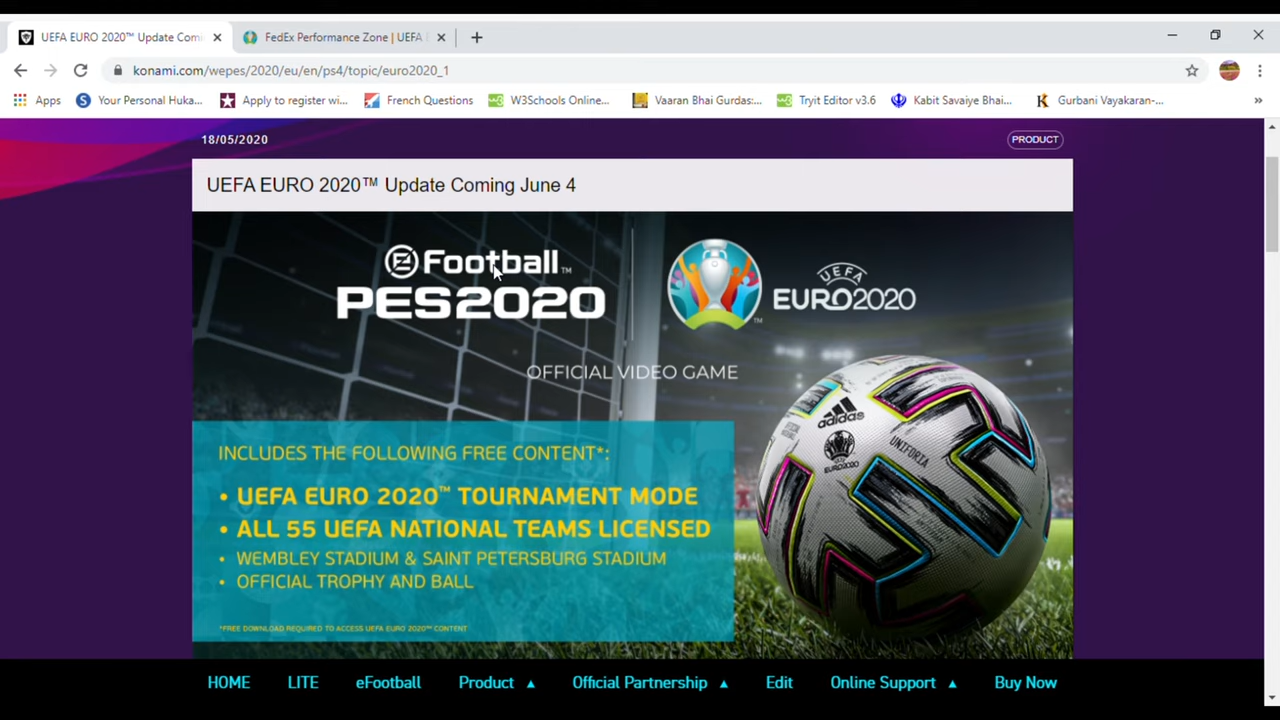 UEFA EURO 2020™ Update Com
FedEx Performance Zone | UEFA
konami.com/wepes/2020/eu/en/ps4/topic/euro2020_1
Apps
Your Personal Huka...
Apply to register wi...
French Questions
W3Schools Online...
Vaaran Bhai Gurdas:...
Tryit Editor v3.6
Kabit Savaiye Bhai...
Gurbani Vayakaran-...
18/05/2020
PRODUCT
UEFA EURO 2020™ Update Coming June 4
eFootball™
PES2020
UEFA
EURO2020
™
OFFICIAL VIDEO GAME
adidas
UEFA
EURO2020
UNIFORIA
INCLUDES THE FOLLOWING FREE CONTENT*:
• UEFA EURO 2020™ TOURNAMENT MODE
• ALL 55 UEFA NATIONAL TEAMS LICENSED
• WEMBLEY STADIUM & SAINT PETERSBURG STADIUM
• OFFICIAL TROPHY AND BALL
*FREE DOWNLOAD REQUIRED TO ACCESS UEFA EURO 2020™ CONTENT
HOME
LITE
eFootball
Product
Official Partnership
Edit
Online Support
Buy Now